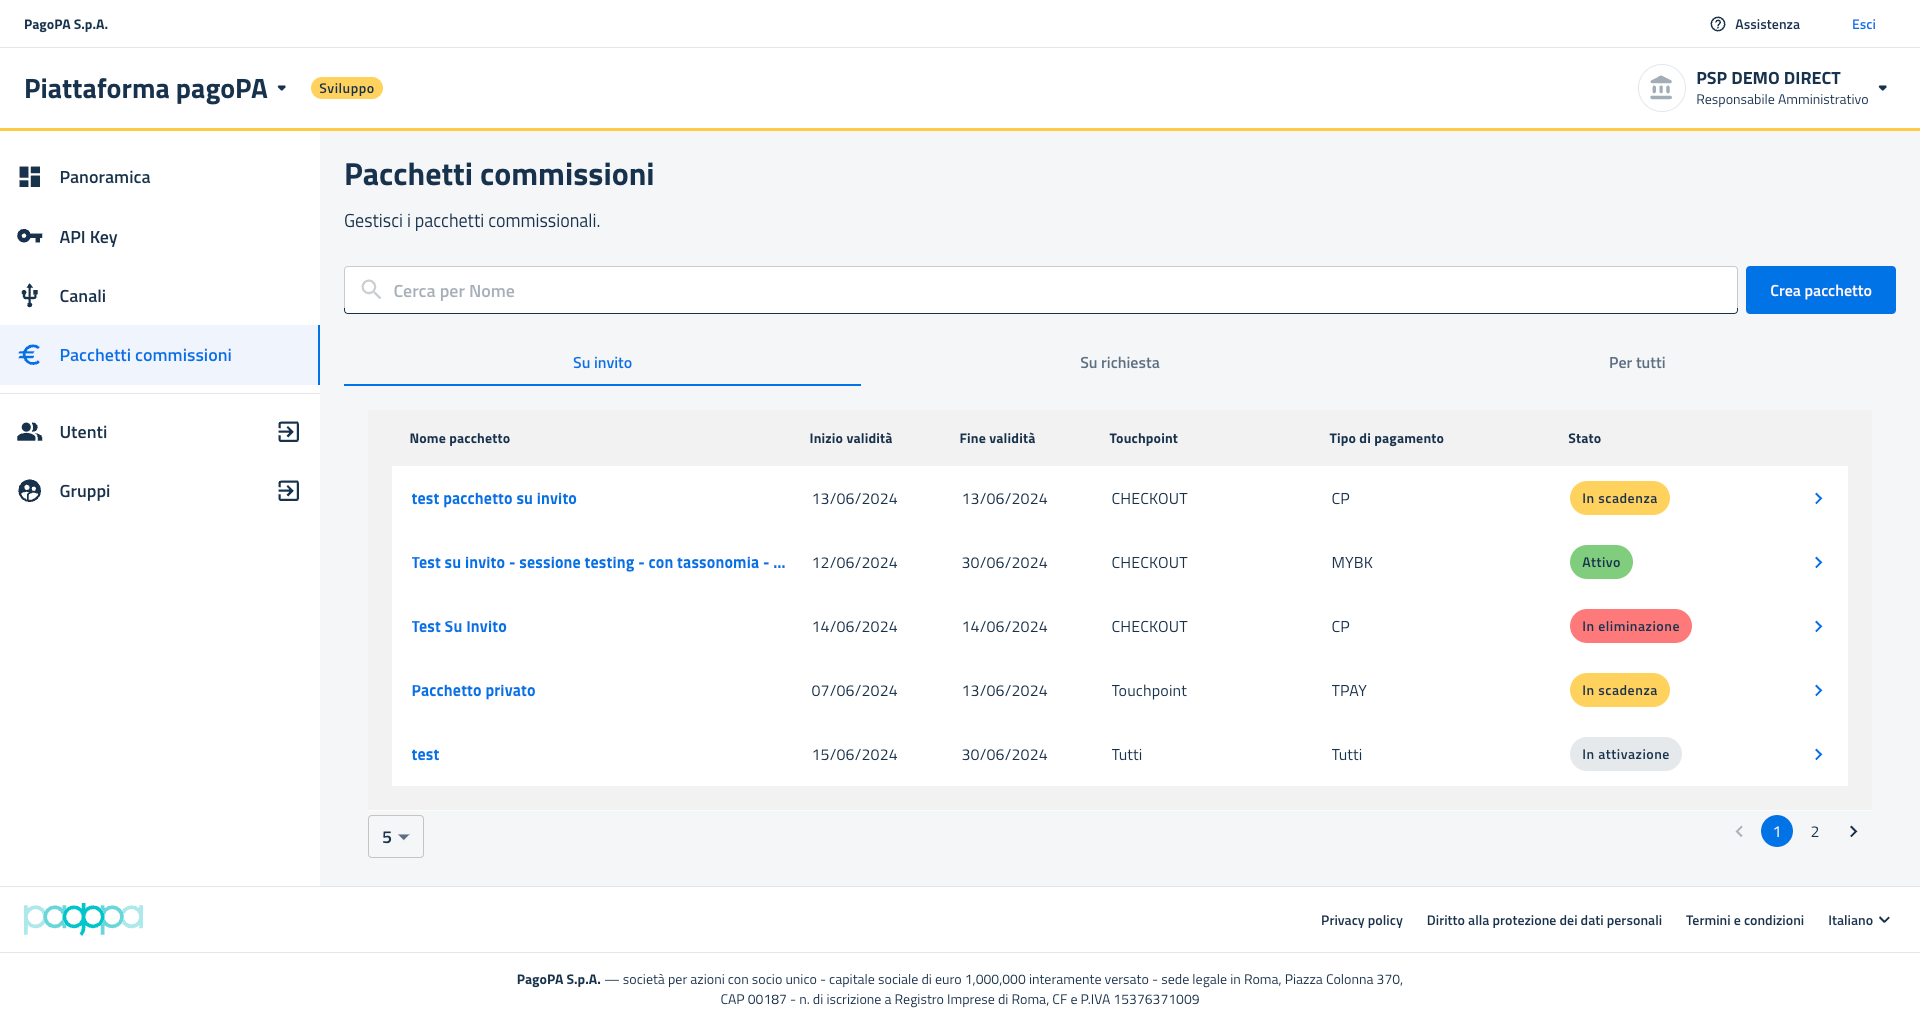 PagoPA S.p.A.
Assistenza
Esci
Piattaforma pagoPA
Sviluppo
PSP DEMO DIRECT
Responsabile Amministrativo
Panoramica
API Key
Canali
Pacchetti commissioni
Utenti
Gruppi
Pacchetti commissioni
Gestisci i pacchetti commissionali.
Cerca per Nome
Crea pacchetto
Su invito
Su richiesta
Per tutti
Nome pacchetto Inizio validità Fine validità Touchpoint Tipo di pagamento Stato
test pacchetto su invito 13/06/2024 13/06/2024 CHECKOUT CP In scadenza
Test su invito - sessione testing - con tassonomia - ... 12/06/2024 30/06/2024 CHECKOUT MYBK Attivo
Test Su Invito 14/06/2024 14/06/2024 CHECKOUT CP In eliminazione
Pacchetto privato 07/06/2024 13/06/2024 Touchpoint TPAY In scadenza
test 15/06/2024 30/06/2024 Tutti Tutti In attivazione
5
1 2
pagopa
Privacy policy Diritto alla protezione dei dati personali Termini e condizioni Italiano
PagoPA S.p.A. — società per azioni con socio unico - capitale sociale di euro 1,000,000 interamente versato - sede legale in Roma, Piazza Colonna 370,
CAP 00187 - n. di iscrizione a Registro Imprese di Roma, CF e P.IVA 15376371009